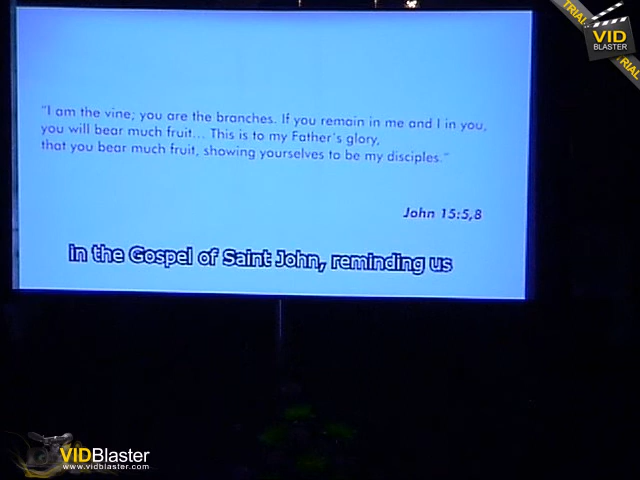 TRIAL
VID
BLASTER
TRIAL
"I am the vine; you are the branches. If you remain in me and I in you,
you will bear much fruit... This is to my Father's glory,
that you bear much fruit, showing yourselves to be my disciples."
John 15:5,8
in the Gospel of Saint John, reminding us
VIDBlaster
www.vidblaster.com